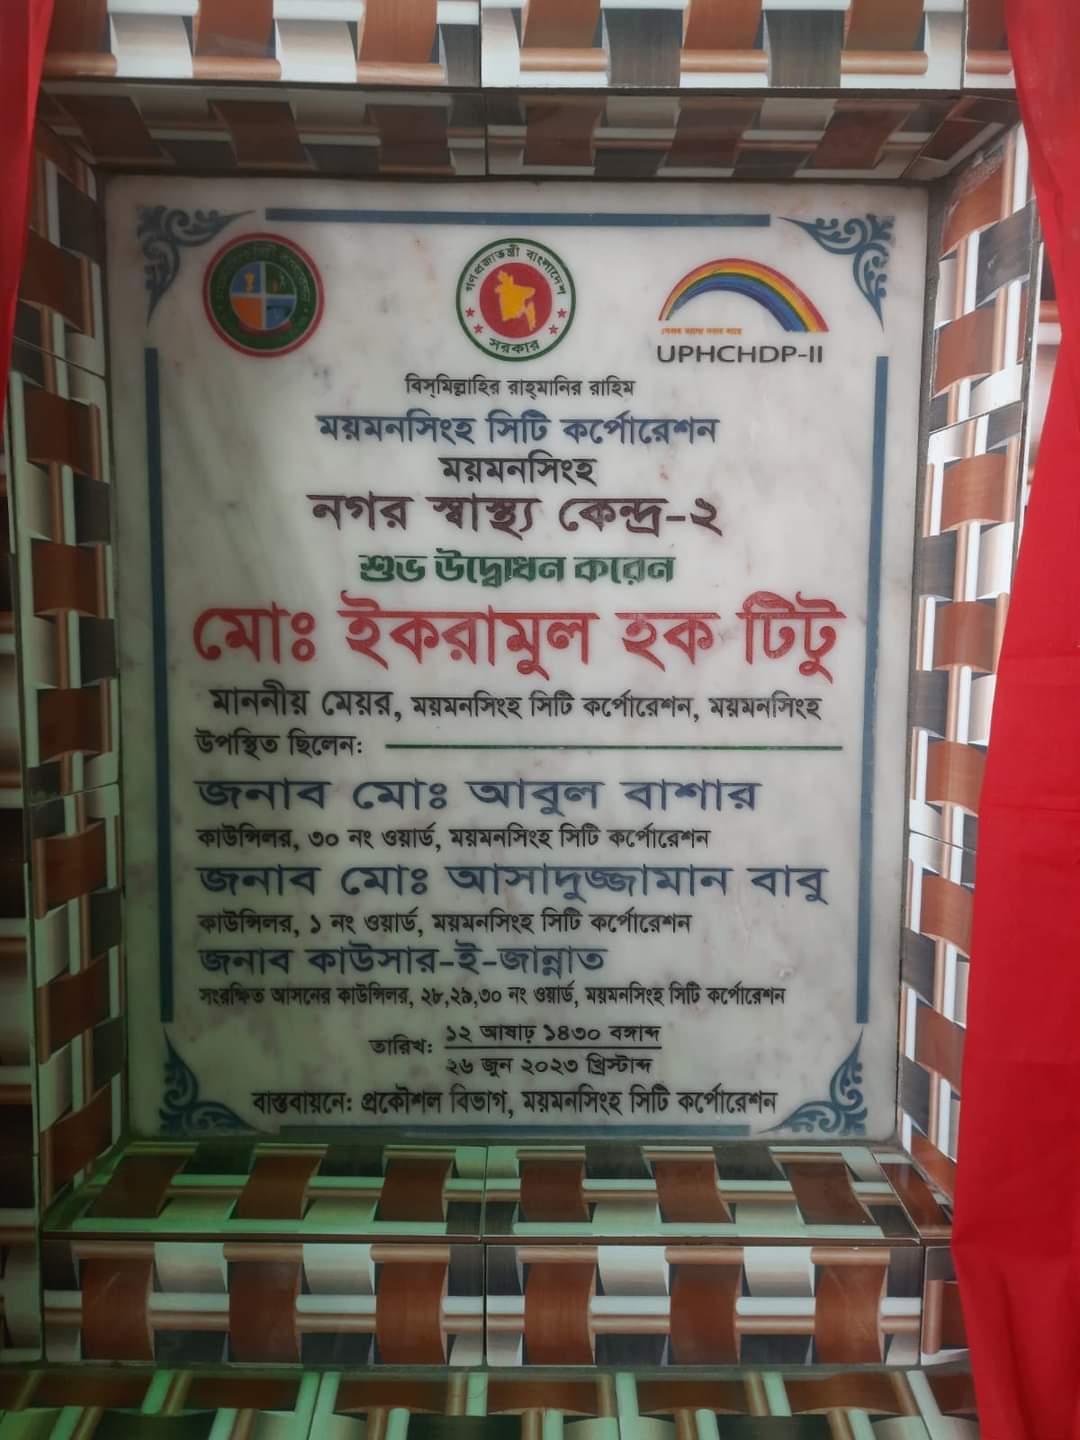 গণপ্রজাতন্ত্রী বাংলাদেশ
সরকার
UPHCHDP-II
বিস্‌মিল্লাহির রাহ্‌মানির রাহিম
ময়মনসিংহ সিটি কর্পোরেশন
ময়মনসিংহ
নগর স্বাস্থ্য কেন্দ্র-২
শুভ উদ্বোধন করেন
মোঃ ইকরামুল হক টিটু
মাননীয় মেয়র, ময়মনসিংহ সিটি কর্পোরেশন, ময়মনসিংহ
উপস্থিত ছিলেন:
জনাব মোঃ আবুল বাশার
কাউন্সিলর, ৩০ নং ওয়ার্ড, ময়মনসিংহ সিটি কর্পোরেশন
জনাব মোঃ আসাদুজ্জামান বাবু
কাউন্সিলর, ১ নং ওয়ার্ড, ময়মনসিংহ সিটি কর্পোরেশন
জনাব কাউসার-ই-জান্নাত
সংরক্ষিত আসনের কাউন্সিলর, ২৮,২৯,৩০ নং ওয়ার্ড, ময়মনসিংহ সিটি কর্পোরেশন
তারিখ: ১২ আষাঢ় ১৪৩০ বঙ্গাব্দ
২৬ জুন ২০২৩ খ্রিস্টাব্দ
বাস্তবায়নে: প্রকৌশল বিভাগ, ময়মনসিংহ সিটি কর্পোরেশন